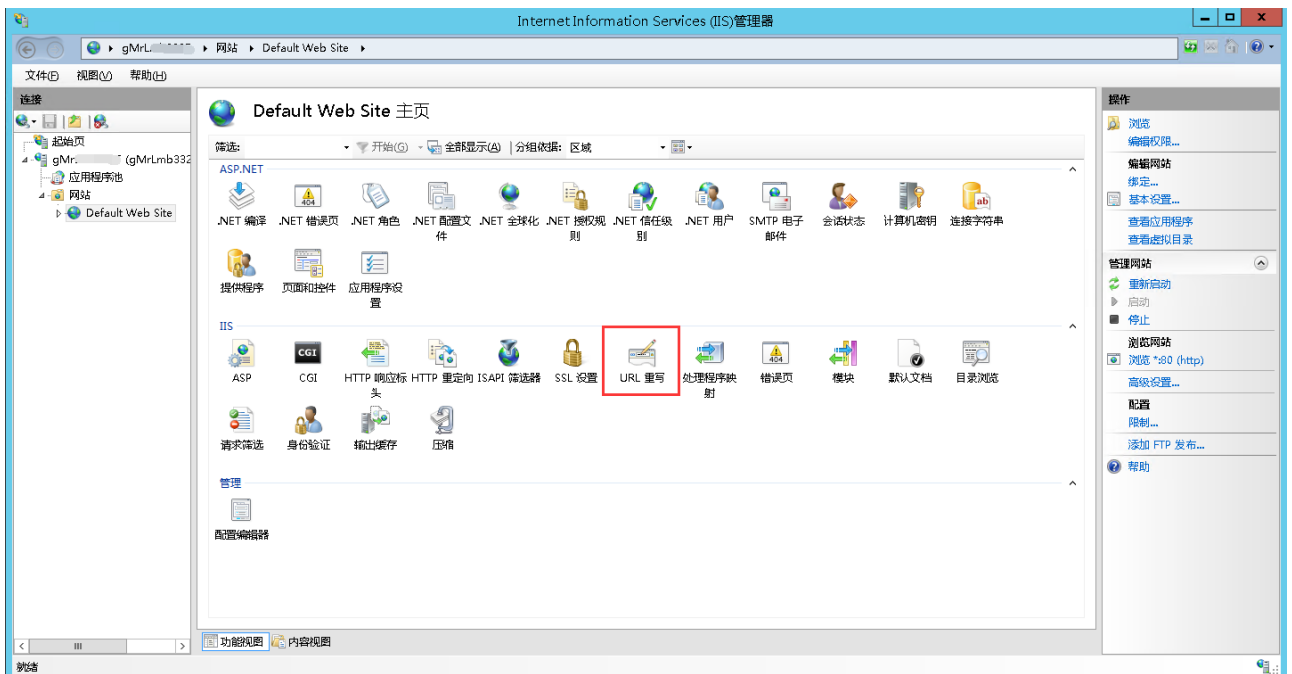 Internet Information Services (IIS)管理器
网站 Default Web Site
文件(F) 视图(V) 帮助(H)
连接
起始页
(gMrLmb332
应用程序池
网站
Default Web Site
Default Web Site 主页
筛选: 开始(G) 全部显示(A) 分组依据: 区域
ASP.NET
.NET 编译 .NET 错误页 .NET 角色 .NET 配置文件 .NET 全球化 .NET 授权规则 .NET 信任级别 .NET 用户 SMTP 电子邮件 会话状态 计算机密钥 连接字符串
提供程序 页面和控件 应用程序设置
IIS
ASP CGI HTTP 响应标头 HTTP 重定向 ISAPI 筛选器 SSL 设置 URL 重写 处理程序映射 错误页 模块 默认文档 目录浏览
请求筛选 身份验证 输出缓存 压缩
管理
配置编辑器
功能视图 内容视图
就绪
操作
浏览
编辑权限...
编辑网站
绑定...
基本设置...
查看应用程序
查看虚拟目录
管理网站
重新启动
启动
停止
浏览网站
浏览 *:80 (http)
高级设置...
配置
限制...
添加 FTP 发布...
帮助